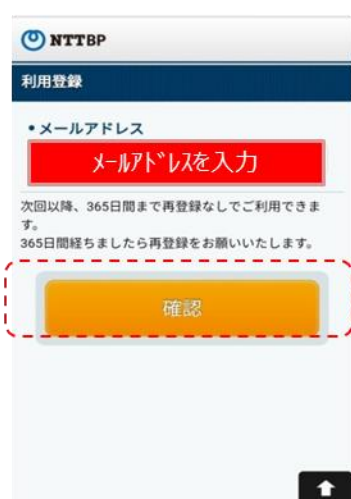 NTTBP
利用登録
•メールアドレス
ﾒｰﾙｱﾄﾞﾚｽを入力
次回以降、365日間まで再登録なしでご利用できま
す。
365日間経ちましたら再登録をお願いいたします。
確認